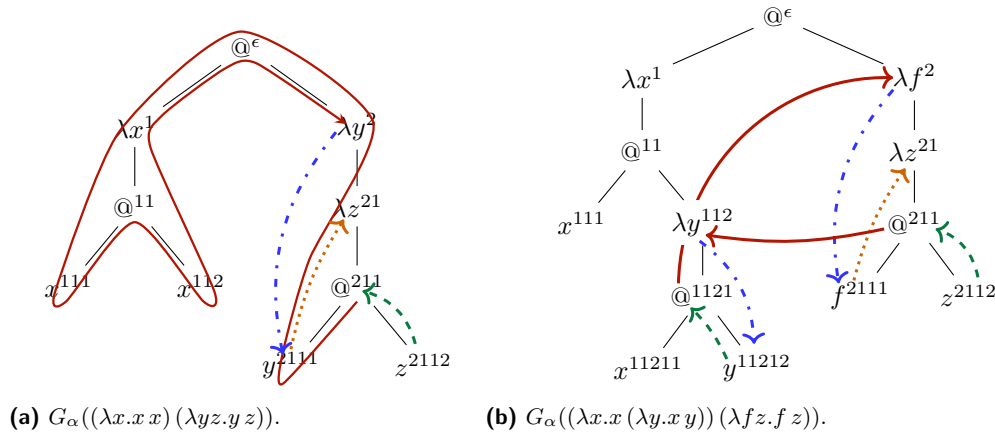 @^ϵ
λx^1 λy^2
@^11 λz^21
x^111 x^112 @^211
y^2111 z^2112
(a) G_α((λx.x x) (λyz.y z)).
@^ϵ
λx^1 λf^2
@^11 λz^21
x^111 λy^112 @^211
@^1121 f^2111 z^2112
x^11211 y^11212
(b) G_α((λx.x (λy.x y)) (λfz.f z)).